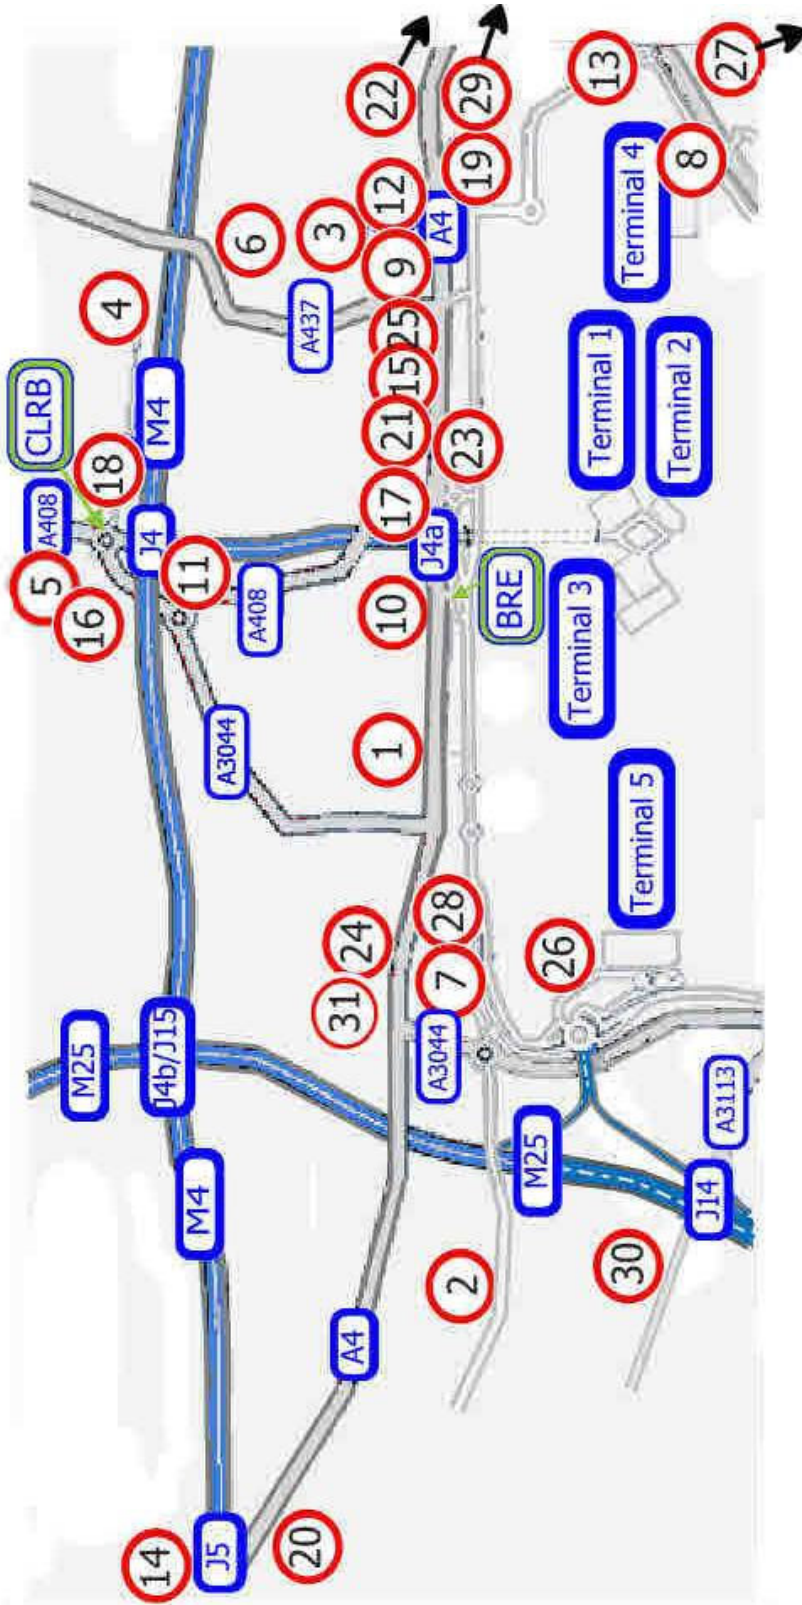 5
A408
CLRB
M25
16
18
4
14
J4b/J15
J4
M4
J5
M4
A3044
11
A408
6
20
A437
3
A4
31
24
1
10
17
21
15
25
9
12
22
2
A3044
7
28
J4a
23
A4
19
29
M25
26
BRE
30
Terminal 5
Terminal 3
Terminal 1
Terminal 4
13
J14
A3113
Terminal 2
8
27